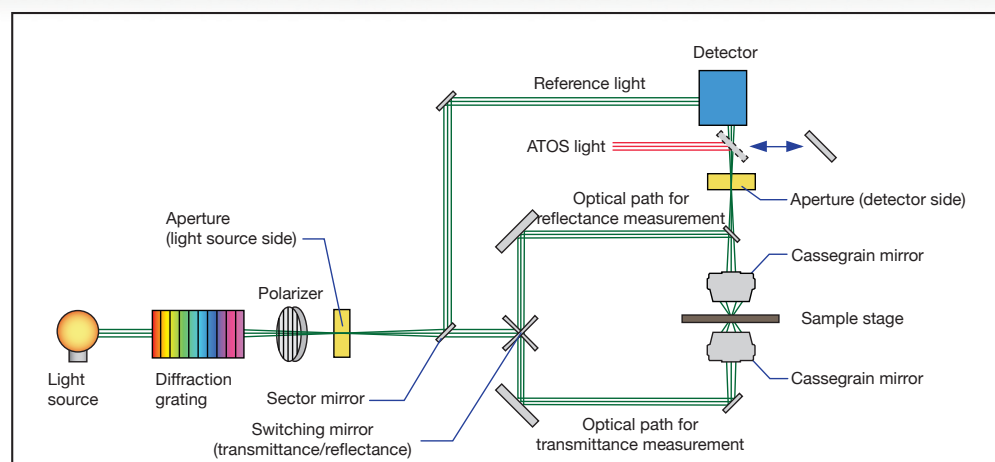 Detector
Reference light
ATOS light
Optical path for
reflectance measurement
Aperture (detector side)
Aperture
(light source side)
Cassegrain mirror
Polarizer
Sample stage
Light
source
Diffraction
grating
Sector mirror
Cassegrain mirror
Switching mirror
(transmittance/reflectance)
Optical path for
transmittance measurement